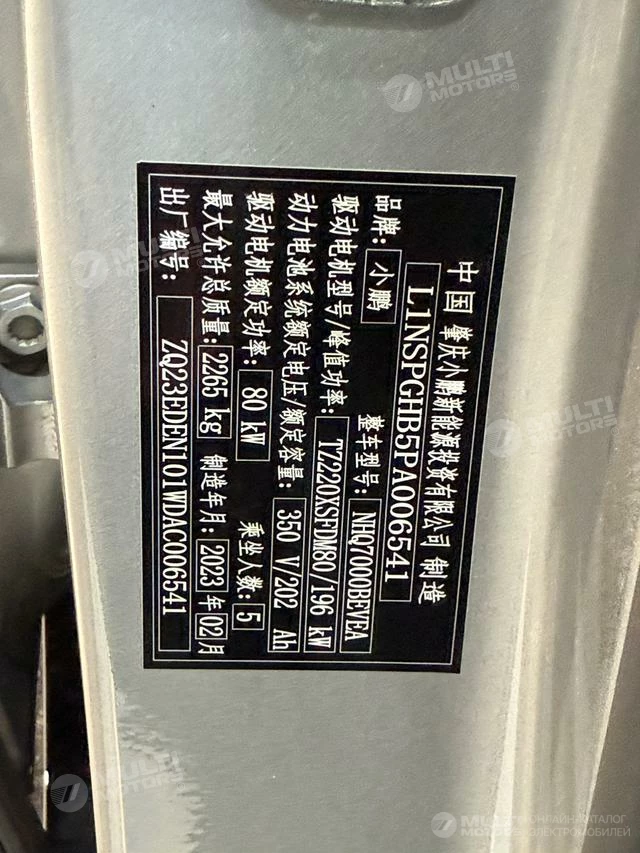 中国 肇庆小鹏新能源投资有限公司 制造
L1NSPGHB5PA006541
品牌: 小鹏 整车型号: NHQ7000BEVEA
驱动电机型号/峰值功率: TZ220XSFDM80/196 kW
动力电池系统额定电压/额定容量: 350 V/202 Ah
驱动电机额定功率: 80 kW 乘坐人数: 5
最大允许总质量: 2265 kg 制造年月: 2023 年 02 月
出厂编号: ZQ23EDEN101WDAC006541
MULTI MOTORS®
MULTI MOTORS
MULTI MOTORS
MULTI MOTORS
MULTI MOTORS ОНЛАЙН-КАТАЛОГ ЭЛЕКТРОМОБИЛЕЙ